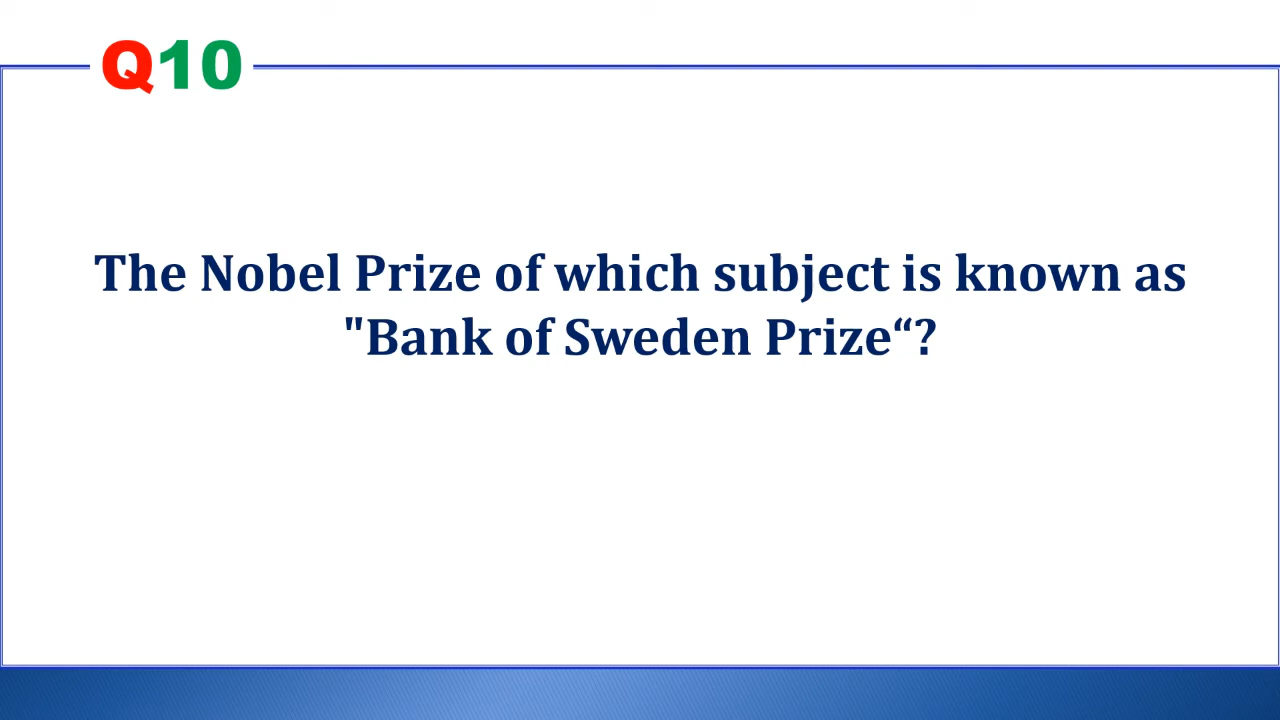 Q10
The Nobel Prize of which subject is known as
"Bank of Sweden Prize“?